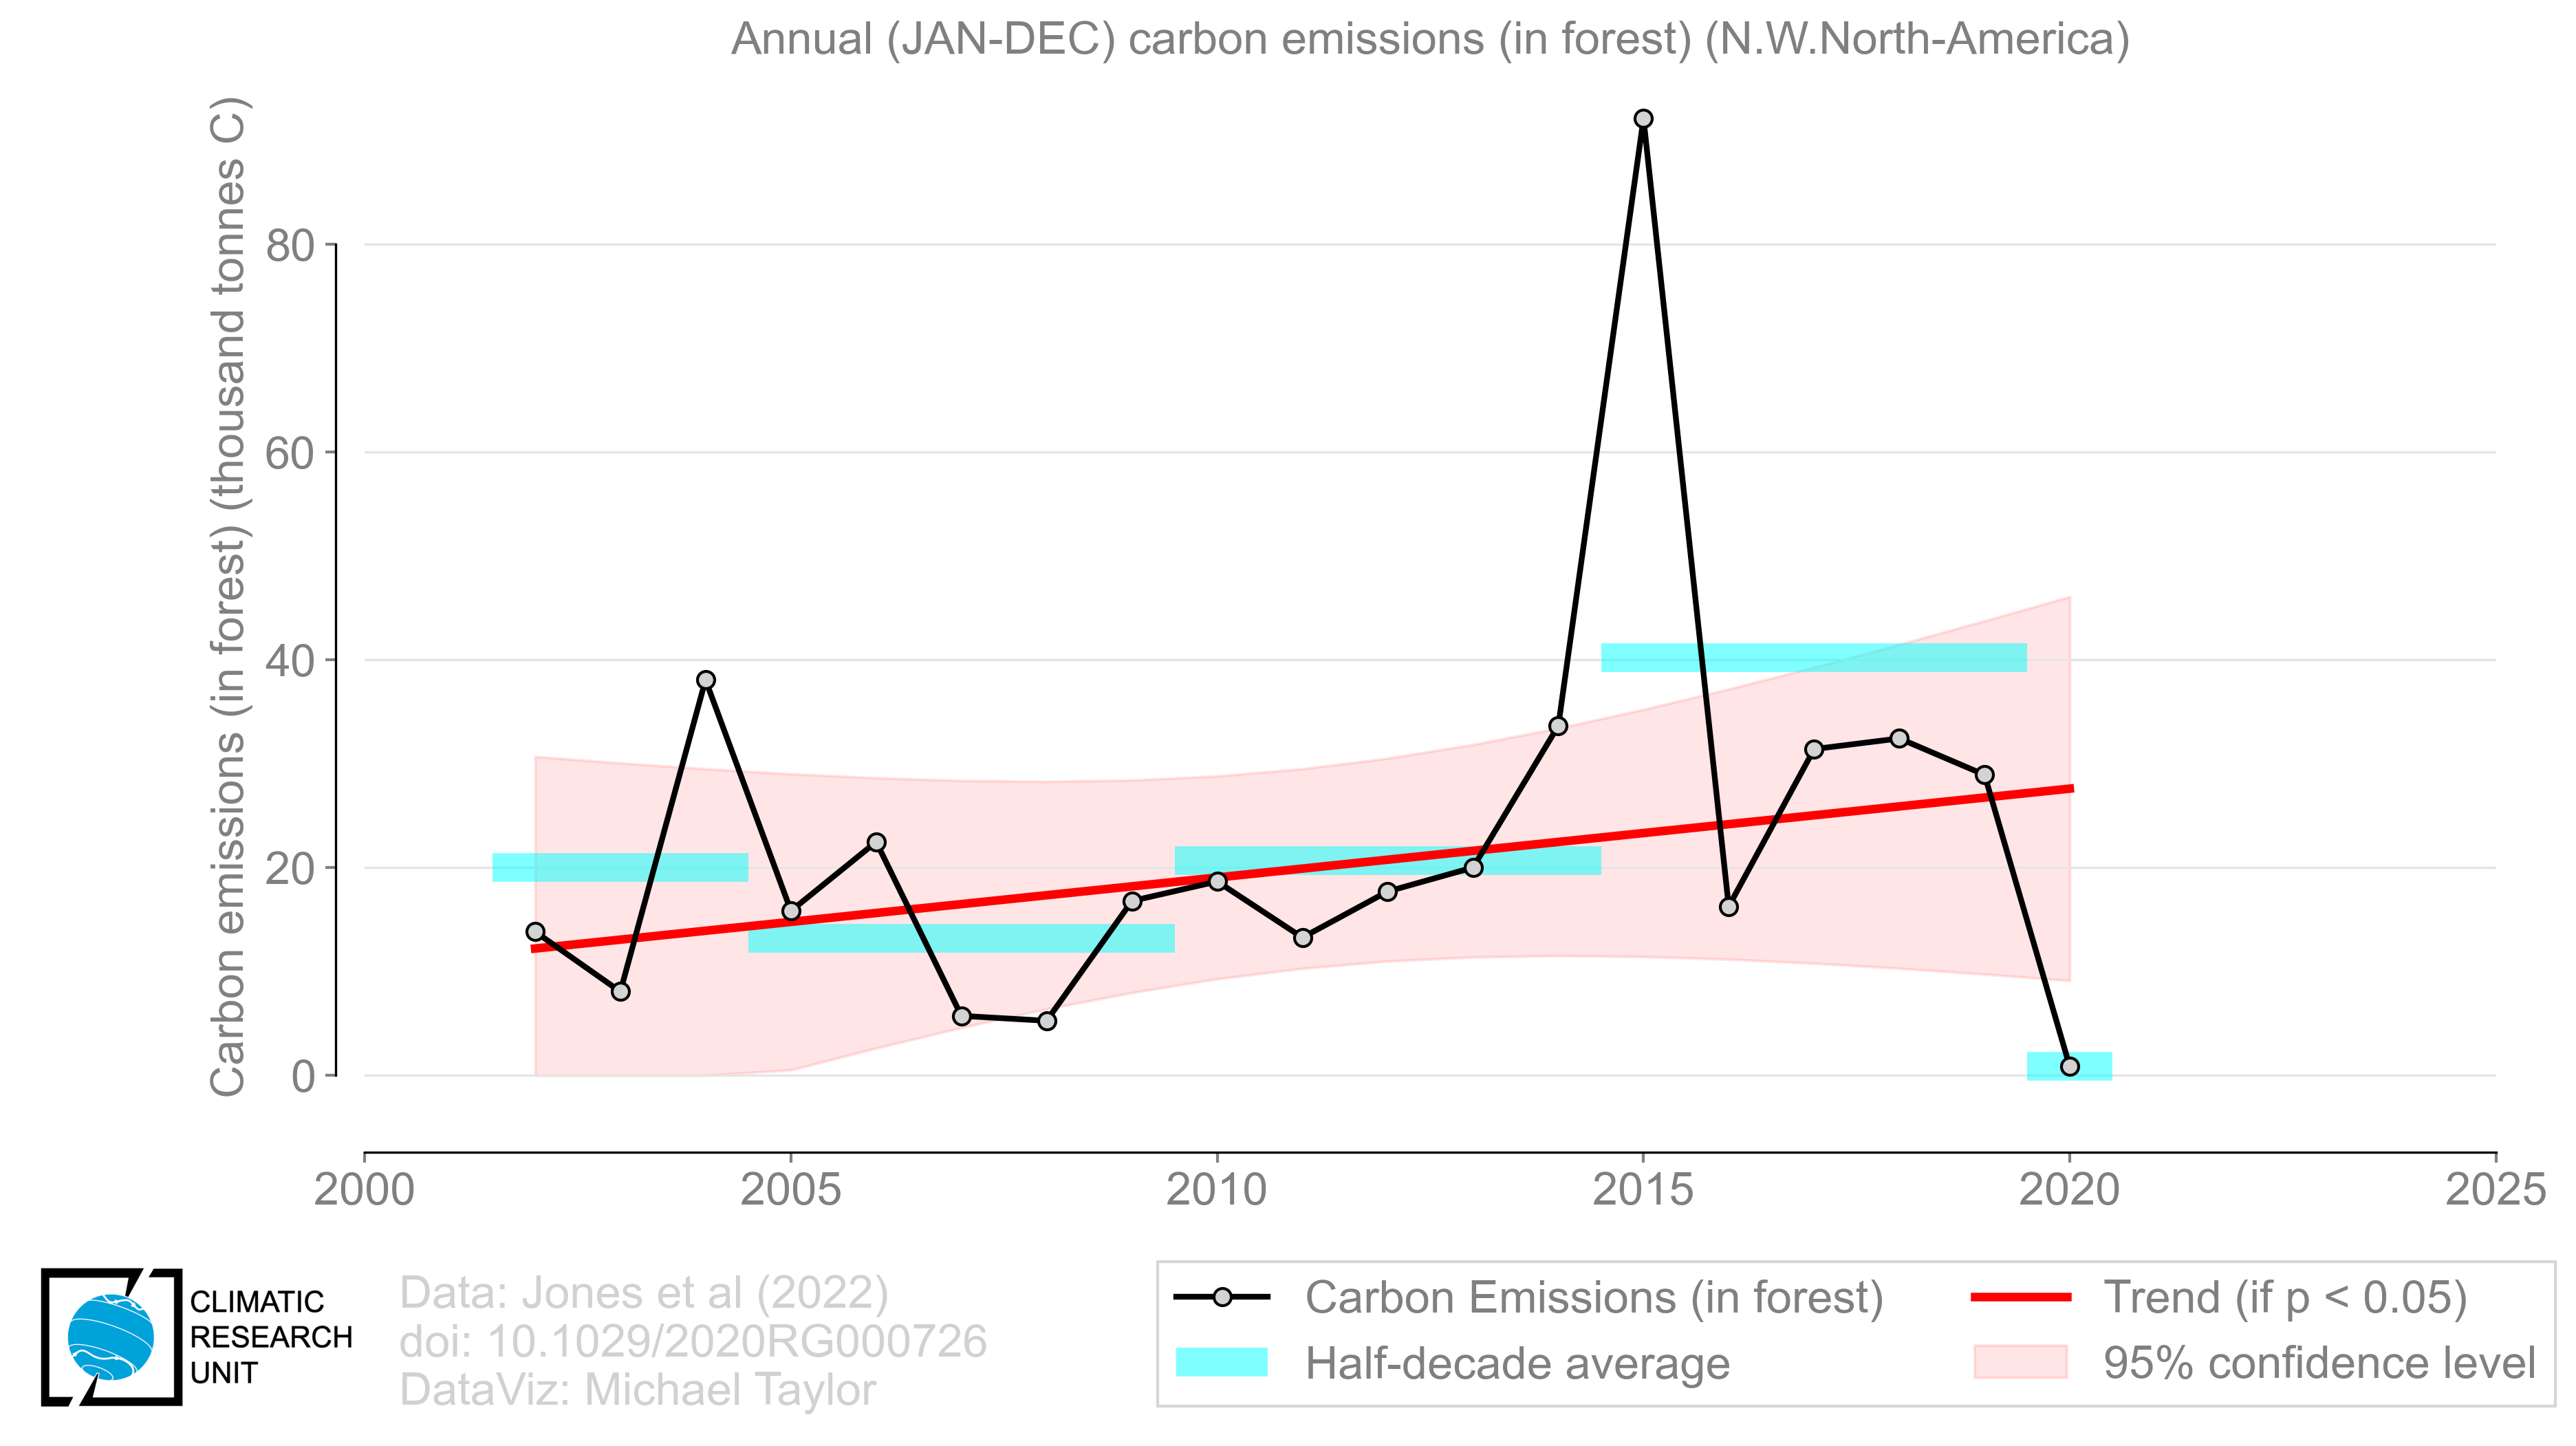 Annual (JAN-DEC) carbon emissions (in forest) (N.W.North-America)
Carbon emissions (in forest) (thousand tonnes C)
80
60
40
20
0
2000
2005
2010
2015
2020
2025
CLIMATIC
RESEARCH
UNIT
Data: Jones et al (2022)
doi: 10.1029/2020RG000726
DataViz: Michael Taylor
Carbon Emissions (in forest)
Half-decade average
Trend (if p < 0.05)
95% confidence level